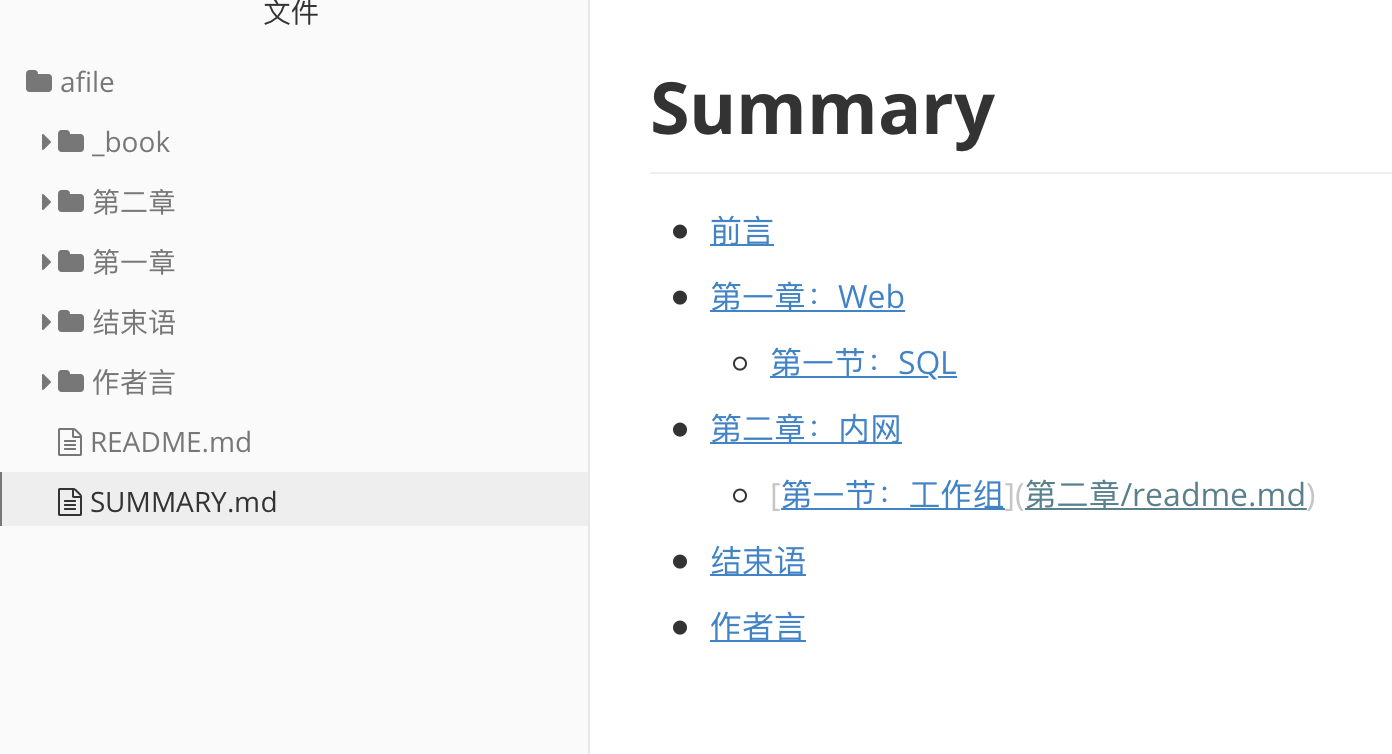 文件
afile
_book
第二章
第一章
结束语
作者言
README.md
SUMMARY.md
Summary
前言
第一章：Web
第一节：SQL
第二章：内网
[第一节：工作组](第二章/readme.md)
结束语
作者言